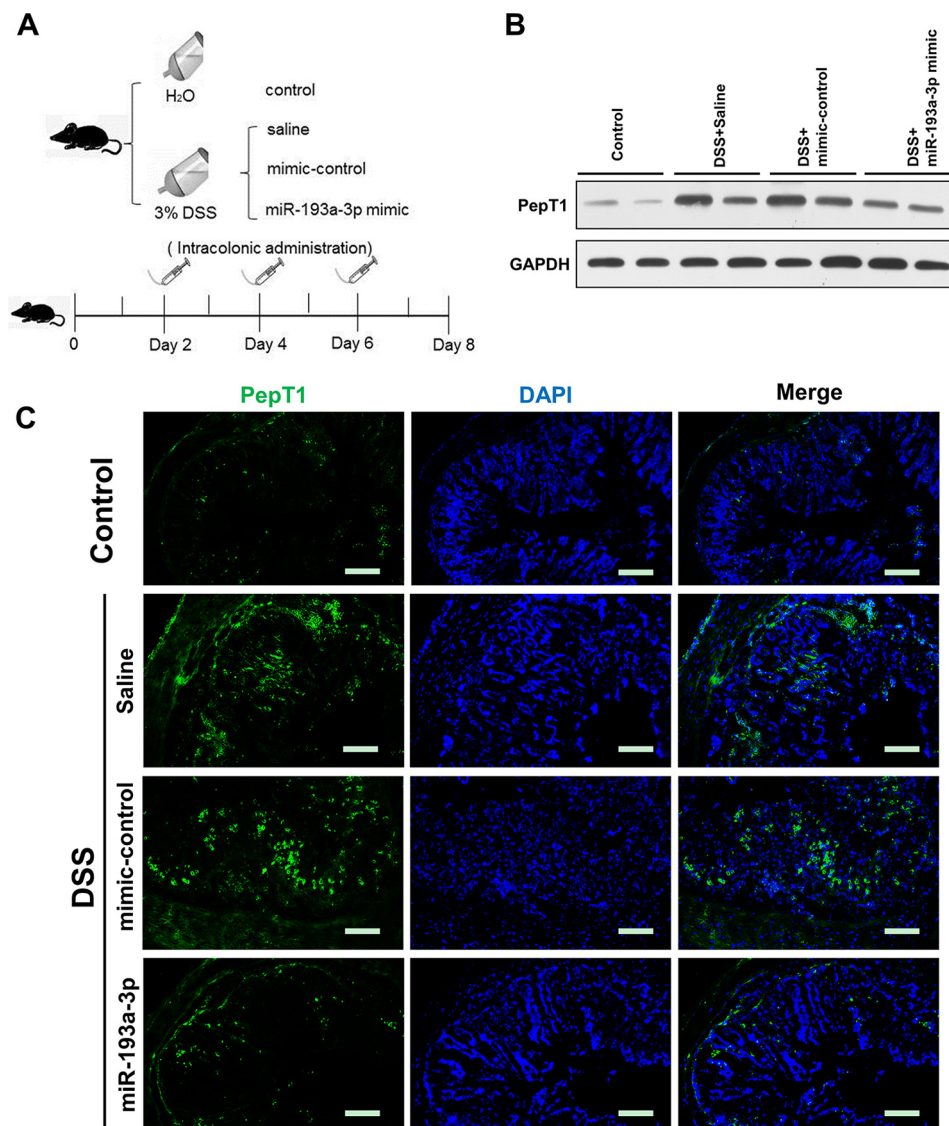 A
H₂O
control
saline
mimic-control
3% DSS
miR-193a-3p mimic
( Intracolonic administration)
0
Day 2
Day 4
Day 6
Day 8
B
Control
DSS+Saline
DSS+
mimic-control
DSS+
miR-193a-3p mimic
PepT1
GAPDH
C
PepT1
DAPI
Merge
Control
DSS
Saline
mimic-control
miR-193a-3p